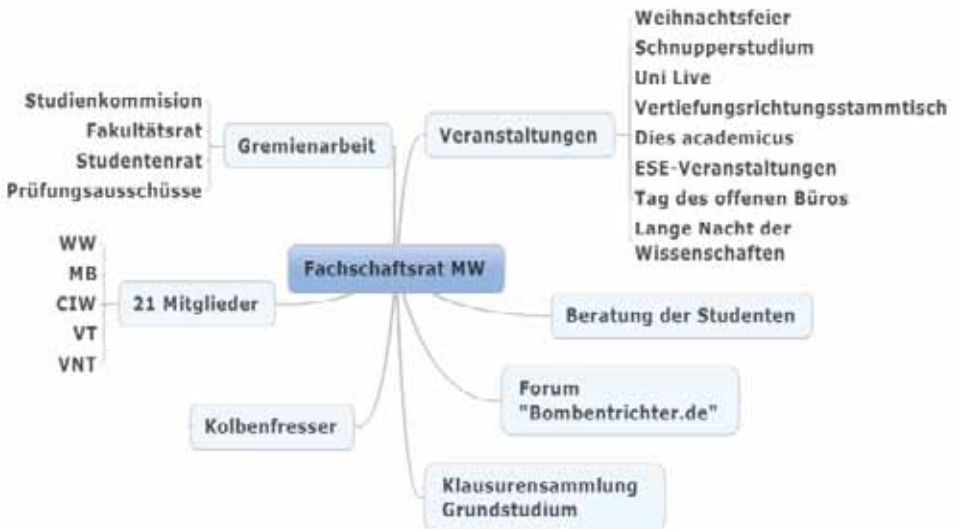 Weihnachtsfeier
Schnupperstudium
Uni Live
Vertiefungsrichtungsstammtisch
Dies academicus
ESE-Veranstaltungen
Tag des offenen Büros
Lange Nacht der
Wissenschaften
Veranstaltungen
Studienkommision
Fakultätsrat
Studentenrat
Prüfungsausschüsse
Gremienarbeit
Fachschaftsrat MW
WW
MB
CIW
VT
VNT
21 Mitglieder
Beratung der Studenten
Forum
"Bombentrichter.de"
Kolbenfresser
Klausurensammlung
Grundstudium